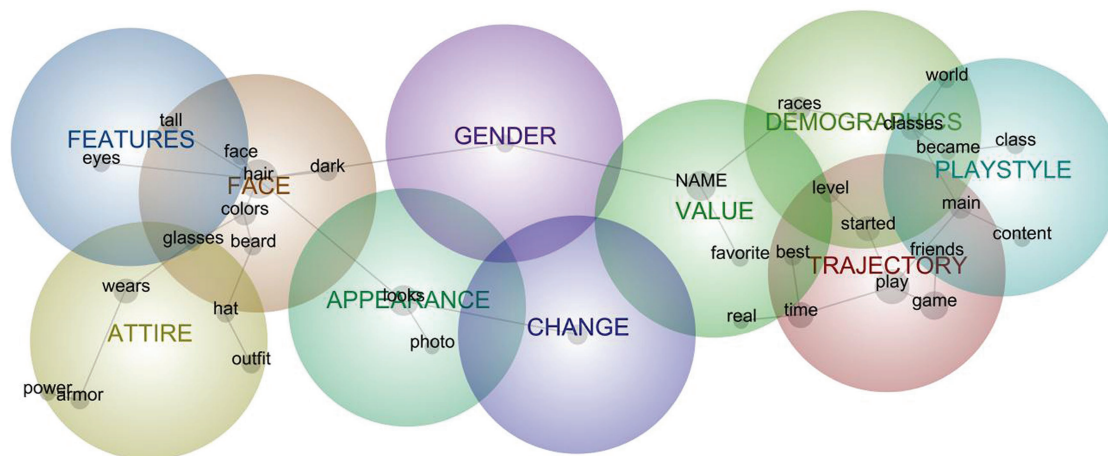 FEATURES
tall
eyes
face
hair
FACE
dark
colors
glasses
beard
wears
ATTIRE
hat
outfit
power
armor
GENDER
APPEARANCE
looks
photo
CHANGE
NAME
VALUE
favorite
best
real
time
races
DEMOGRAPHICS
classes
world
became
class
PLAYSTYLE
level
main
started
friends
content
TRAJECTORY
play
game